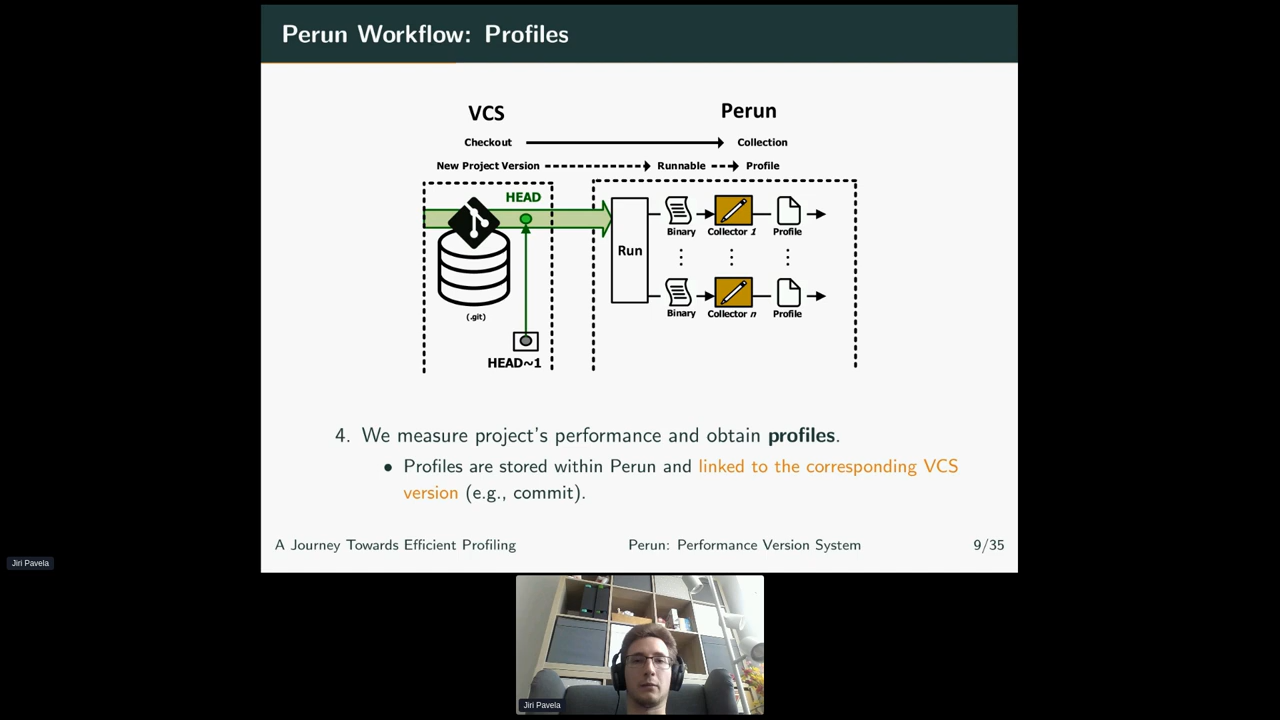 Perun Workflow: Profiles
VCS
Perun
Checkout
Collection
New Project Version
Runnable
Profile
HEAD
Run
Binary
Collector 1
Profile
Binary
Collector n
Profile
(.git)
HEAD~1
4. We measure project's performance and obtain profiles.
• Profiles are stored within Perun and linked to the corresponding VCS
version (e.g., commit).
A Journey Towards Efficient Profiling
Perun: Performance Version System
9/35
Jiri Pavela
Jiri Pavela